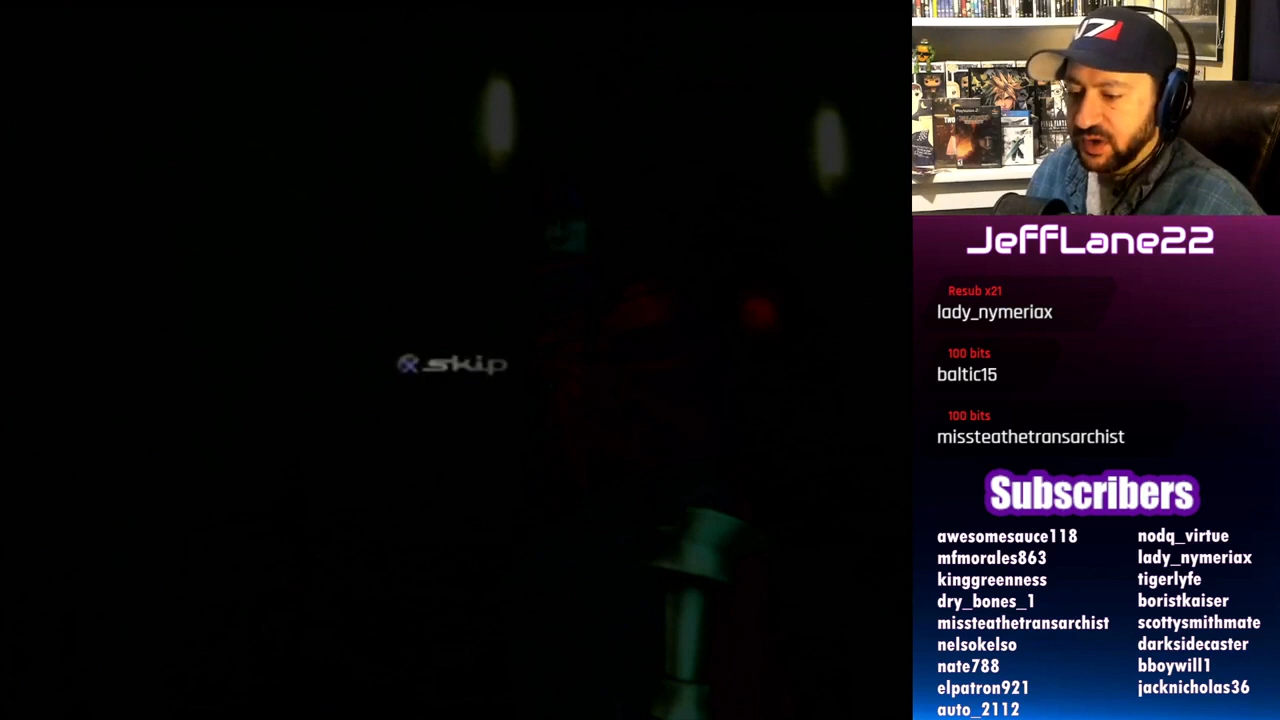 skip
N7
JeffLane22
Resub x21
lady_nymeriax
100 bits
baltic15
100 bits
missteathetransarchist
Subscribers
awesomesauce118
mfmorales863
kinggreenness
dry_bones_1
missteathetransarchist
nelsokelso
nate788
elpatron921
auto_2112
nodq_virtue
lady_nymeriax
tigerlyfe
boristkaiser
scottysmithmate
darksidecaster
bboywill1
jacknicholas36